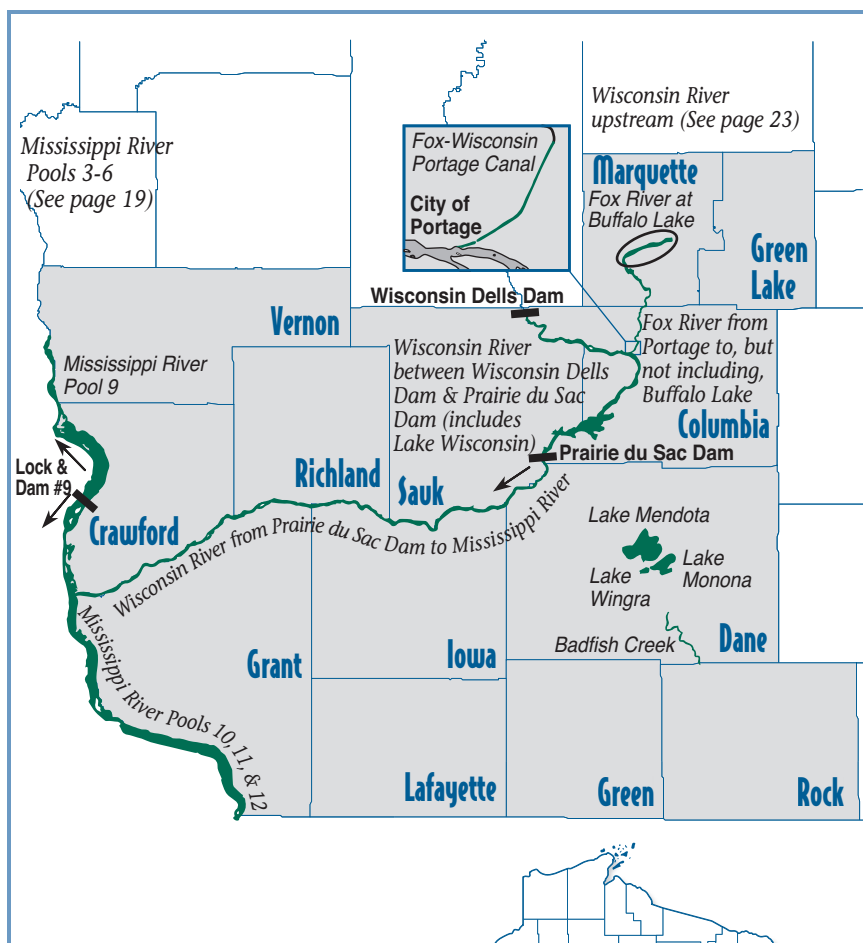 Wisconsin River
upstream (See page 23)
Mississippi River
Pools 3-6
(See page 19)
Fox-Wisconsin
Portage Canal
City of
Portage
Marquette
Fox River at
Buffalo Lake
Green
Lake
Wisconsin Dells Dam
Vernon
Fox River from
Portage to, but
not including,
Buffalo Lake
Wisconsin River
between Wisconsin Dells
Dam & Prairie du Sac
Dam (includes
Lake Wisconsin)
Mississippi River
Pool 9
Columbia
Prairie du Sac Dam
Lock &
Dam #9
Richland
Sauk
Crawford
Wisconsin River from Prairie du Sac Dam to Mississippi River
Lake Mendota
Lake
Monona
Lake
Wingra
Badfish Creek
Dane
Mississippi River Pools 10, 11, & 12
Grant
Iowa
Lafayette
Green
Rock